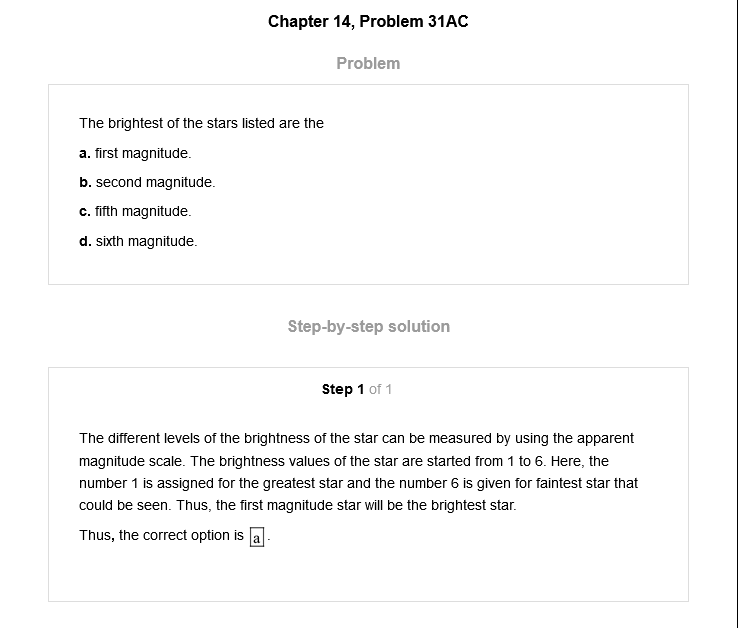 Chapter 14, Problem 31AC
Problem
The brightest of the stars listed are the
a. first magnitude.
b. second magnitude.
c. fifth magnitude.
d. sixth magnitude.
Step-by-step solution
Step 1 of 1
The different levels of the brightness of the star can be measured by using the apparent
magnitude scale. The brightness values of the star are started from 1 to 6. Here, the
number 1 is assigned for the greatest star and the number 6 is given for faintest star that
could be seen. Thus, the first magnitude star will be the brightest star.
Thus, the correct option is a.